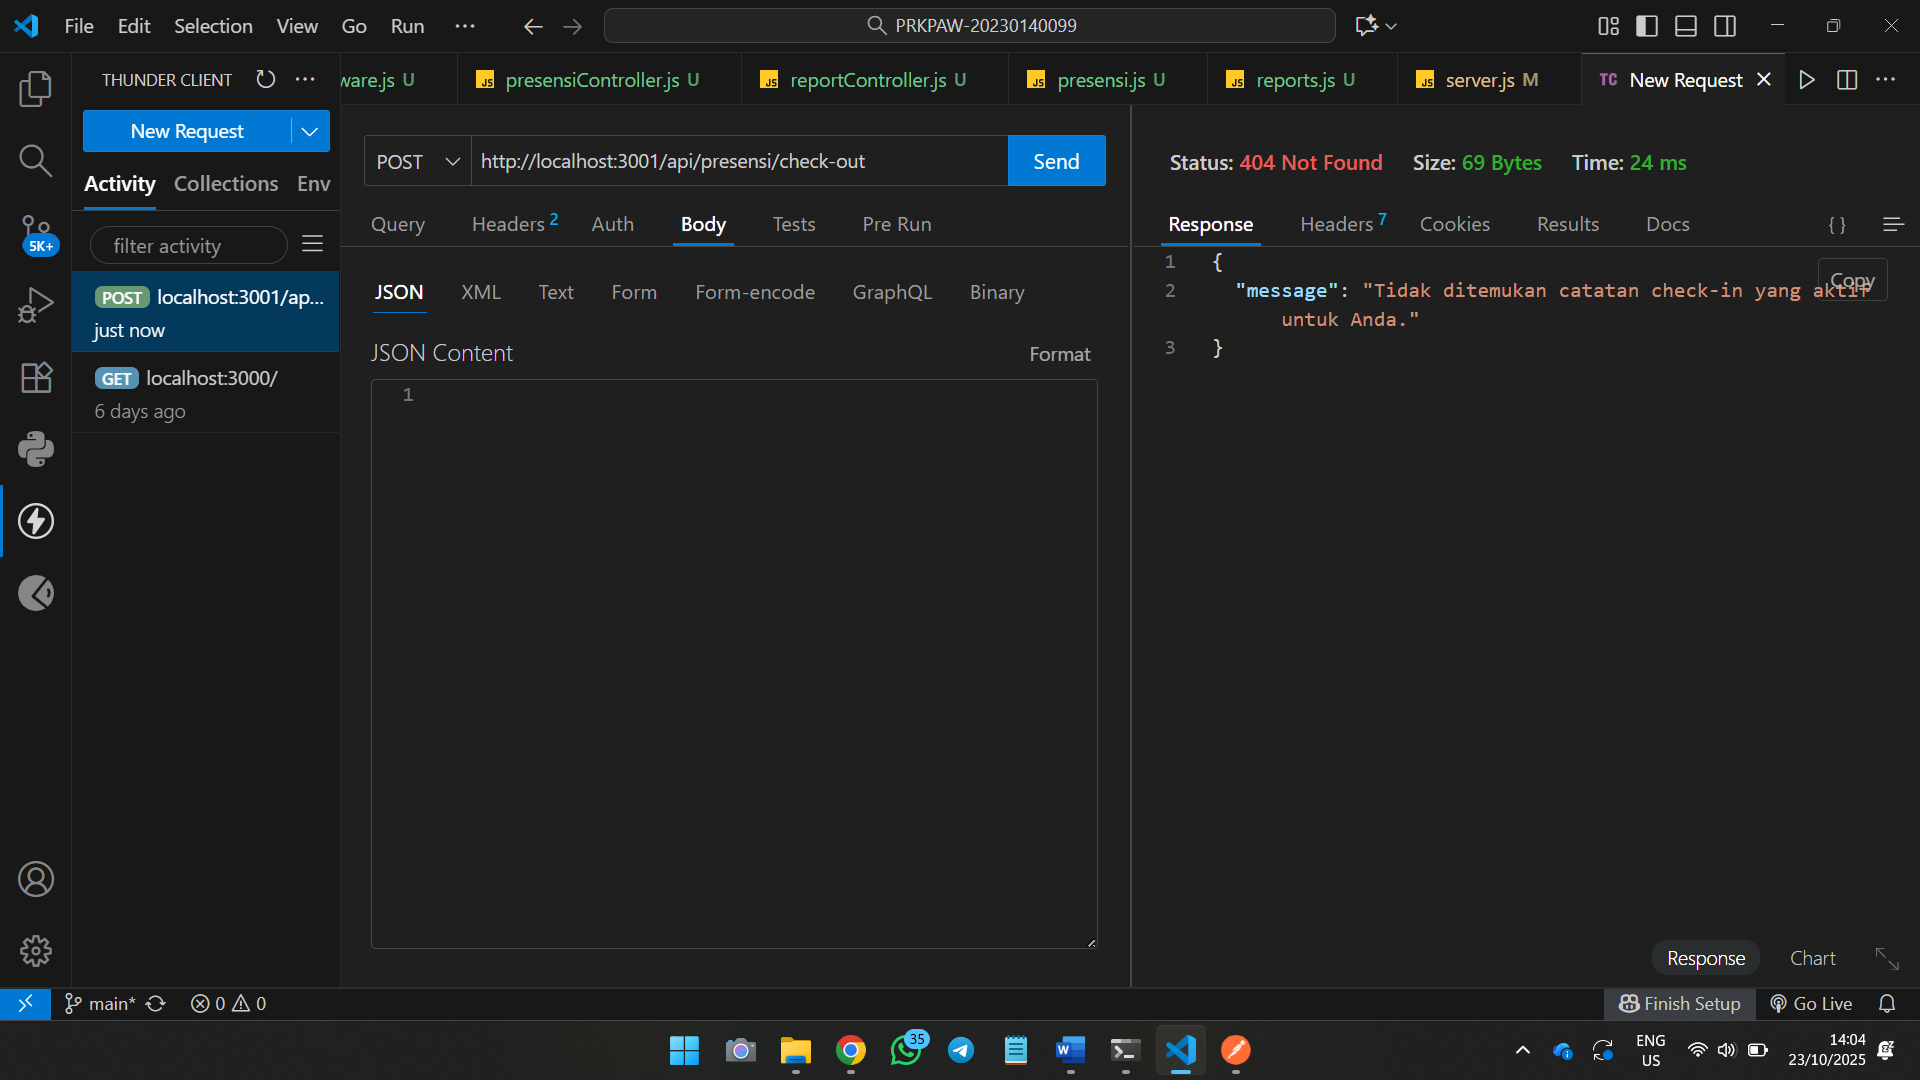 File Edit Selection View Go Run ··· PRKPAW-20230140099
THUNDER CLIENT ···
ware.js U presensiController.js U reportController.js U presensi.js U reports.js U server.js M TC New Request
New Request
POST http://localhost:3001/api/presensi/check-out Send
Status: 404 Not Found Size: 69 Bytes Time: 24 ms
Activity Collections Env
Query Headers 2 Auth Body Tests Pre Run
Response Headers 7 Cookies Results Docs { }
filter activity
POST localhost:3001/ap...
just now
GET localhost:3000/
6 days ago
JSON XML Text Form Form-encode GraphQL Binary
JSON Content Format
1
1 {
Copy
2 "message": "Tidak ditemukan catatan check-in yang aktif
untuk Anda."
3 }
5K+
Response Chart
main* 0 0 Finish Setup Go Live
35
ENG
US
14:04
23/10/2025